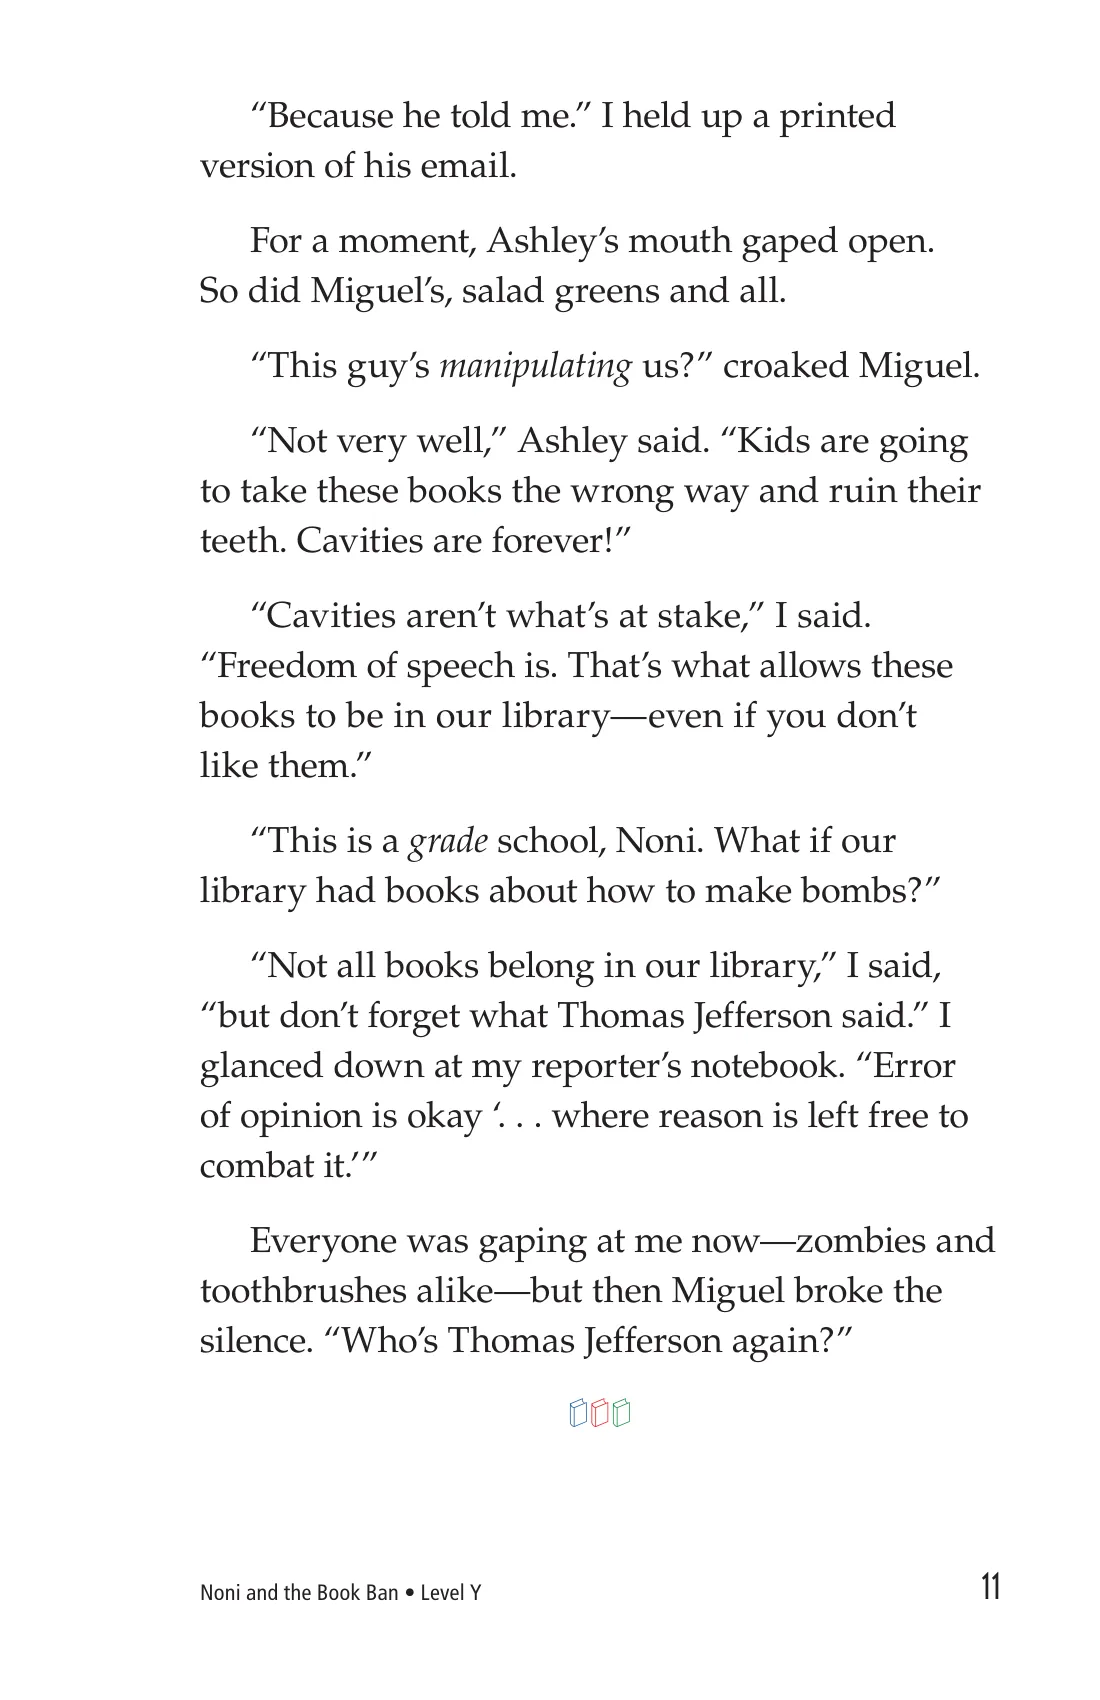 “Because he told me.” I held up a printed
version of his email.
For a moment, Ashley’s mouth gaped open.
So did Miguel’s, salad greens and all.
“This guy’s manipulating us?” croaked Miguel.
“Not very well,” Ashley said. “Kids are going
to take these books the wrong way and ruin their
teeth. Cavities are forever!”
“Cavities aren’t what’s at stake,” I said.
“Freedom of speech is. That’s what allows these
books to be in our library—even if you don’t
like them.”
“This is a grade school, Noni. What if our
library had books about how to make bombs?”
“Not all books belong in our library,” I said,
“but don’t forget what Thomas Jefferson said.” I
glanced down at my reporter’s notebook. “Error
of opinion is okay ‘. . . where reason is left free to
combat it.’”
Everyone was gaping at me now—zombies and
toothbrushes alike—but then Miguel broke the
silence. “Who’s Thomas Jefferson again?”
Noni and the Book Ban • Level Y
11